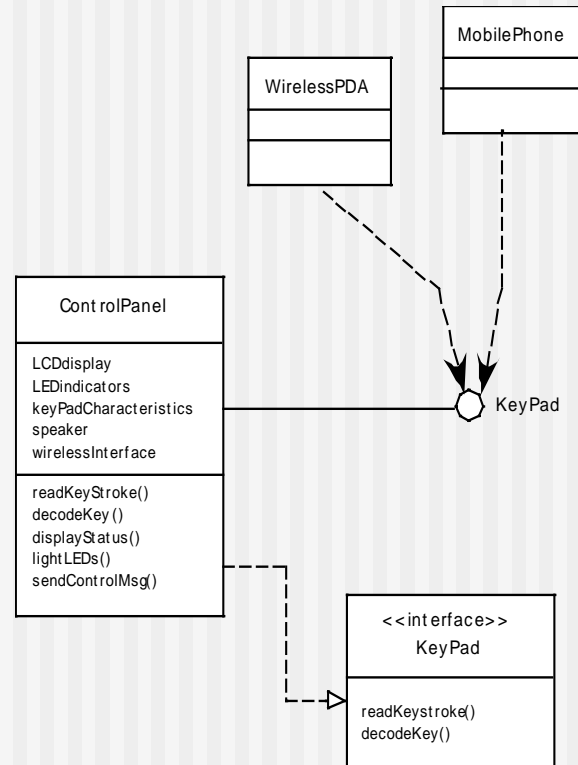 MobilePhone
WirelessPDA
ControlPanel
LCDdisplay
LEDindicators
keyPadCharacteristics
speaker
wirelessInterface
KeyPad
readKeyStroke()
decodeKey()
displayStatus()
lightLEDs()
sendControlMsg()
<<interface>>
KeyPad
readKeystroke()
decodeKey()